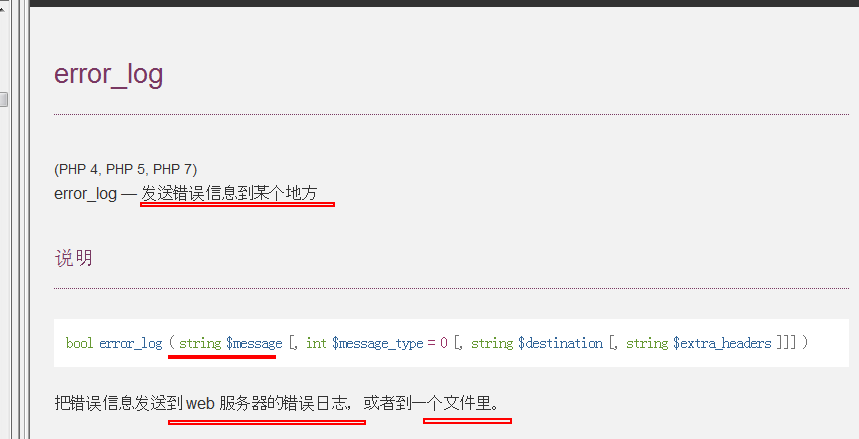 error_log
(PHP 4, PHP 5, PHP 7)
error_log — 发送错误信息到某个地方
说明
bool error_log ( string $message [, int $message_type = 0 [, string $destination [, string $extra_headers ]]] )
把错误信息发送到 web 服务器的错误日志，或者到一个文件里。